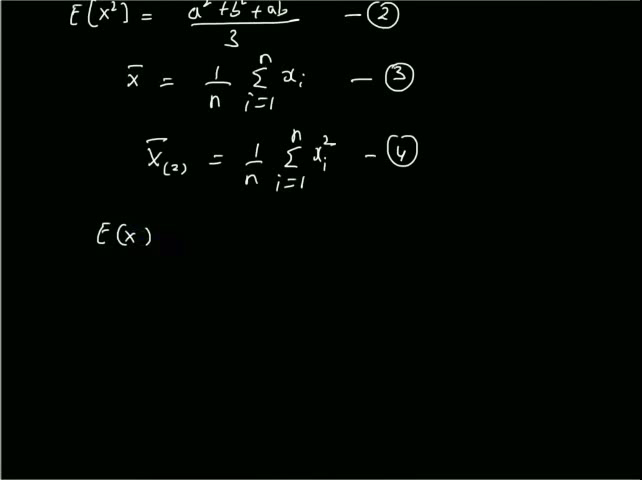 E[x²] = (a² + b² + ab)/3 — ②
x̄ = 1/n Σ_{i=1}^{n} xᵢ — ③
x̄₍₂₎ = 1/n Σ_{i=1}^{n} xᵢ² — ④
E(x)